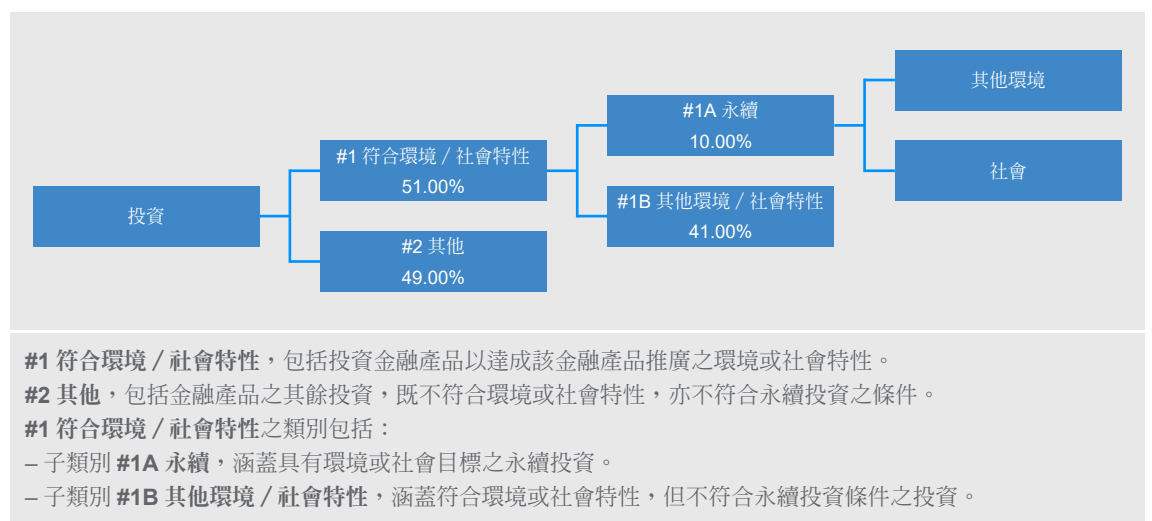 投資
#1 符合環境／社會特性
51.00%
#2 其他
49.00%
#1A 永續
10.00%
#1B 其他環境／社會特性
41.00%
其他環境
社會
#1 符合環境／社會特性，包括投資金融產品以達成該金融產品推廣之環境或社會特性。
#2 其他，包括金融產品之其餘投資，既不符合環境或社會特性，亦不符合永續投資之條件。
#1 符合環境／社會特性之類別包括：
– 子類別 #1A 永續，涵蓋具有環境或社會目標之永續投資。
– 子類別 #1B 其他環境／社會特性，涵蓋符合環境或社會特性，但不符合永續投資條件之投資。